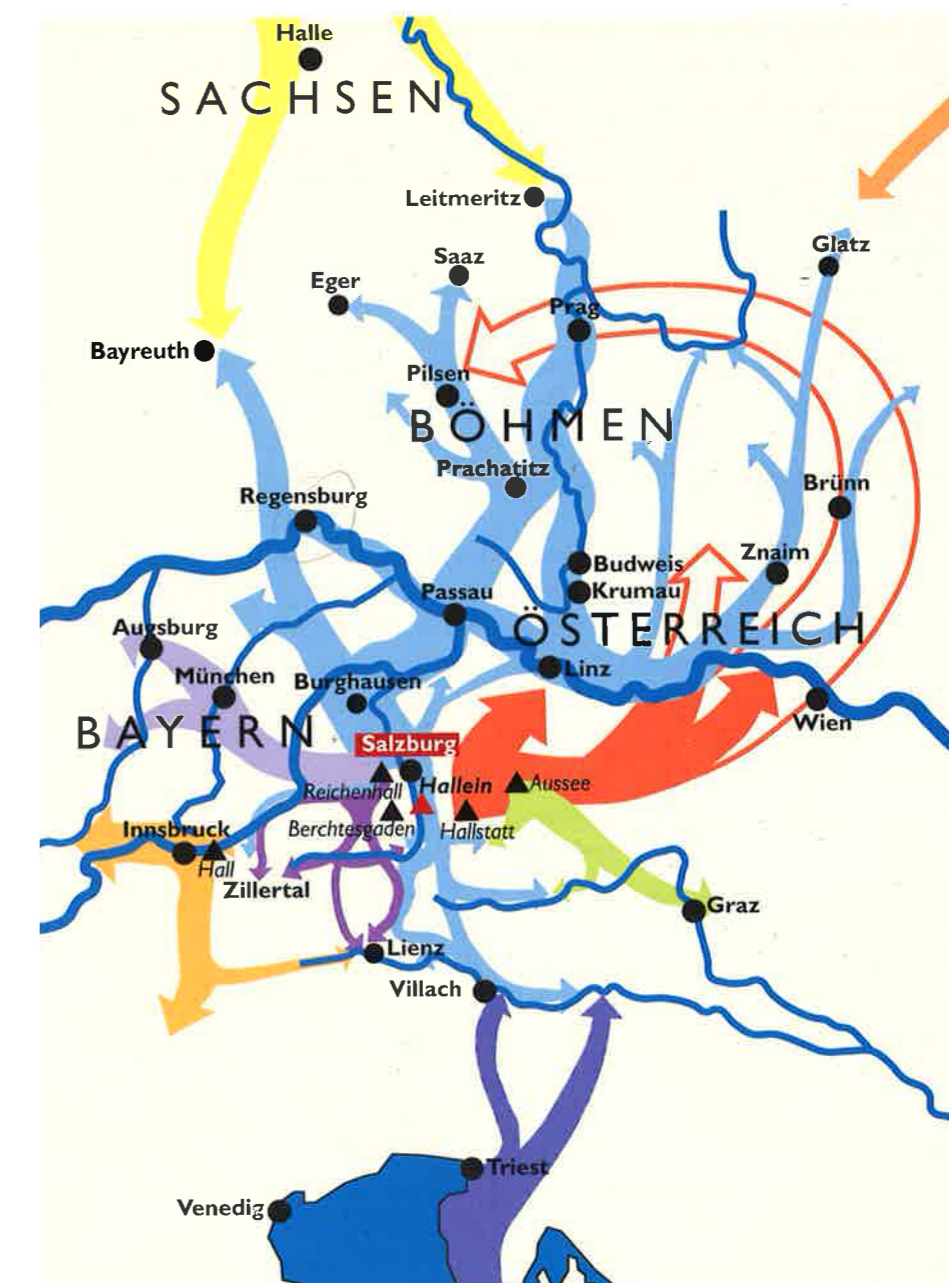 Halle
SACHSEN
Leitmeritz
Glatz
Saaz
Eger
Prag
Bayreuth
Pilsen
BÖHMEN
Prachatitz
Brünn
Regensburg
Znaim
Budweis
Passau
Krumau
Augsburg
ÖSTERREICH
Linz
München
Burghausen
Wien
BAYERN
Salzburg
Reichenhall
Hallein
Aussee
Berchtesgaden
Hallstatt
Innsbruck
Hall
Zillertal
Graz
Lienz
Villach
Triest
Venedig